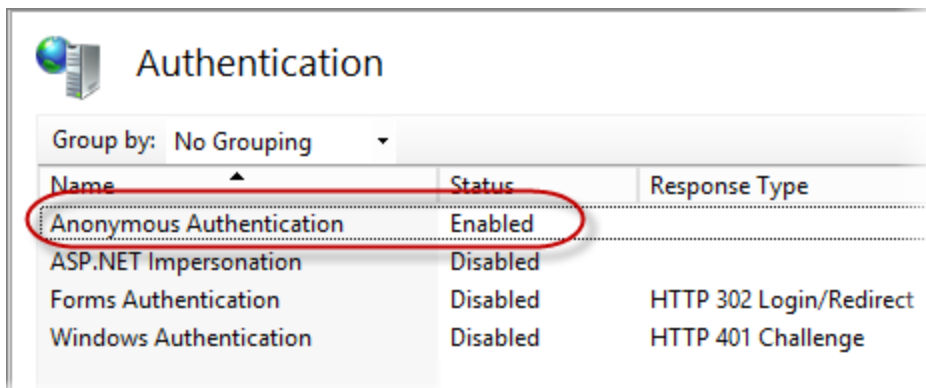 Authentication
Group by: No Grouping
Name Status Response Type
Anonymous Authentication Enabled
ASP.NET Impersonation Disabled
Forms Authentication Disabled HTTP 302 Login/Redirect
Windows Authentication Disabled HTTP 401 Challenge